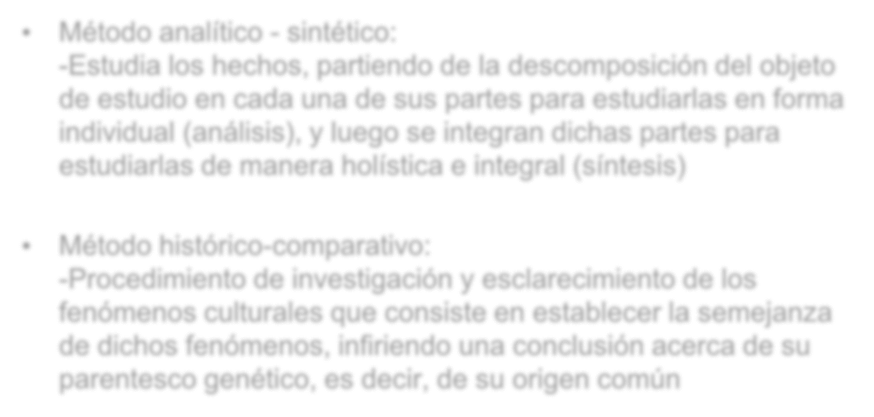 • Método analítico - sintético:
-Estudia los hechos, partiendo de la descomposición del objeto
de estudio en cada una de sus partes para estudiarlas en forma
individual (análisis), y luego se integran dichas partes para
estudiarlas de manera holística e integral (síntesis)
• Método histórico-comparativo:
-Procedimiento de investigación y esclarecimiento de los
fenómenos culturales que consiste en establecer la semejanza
de dichos fenómenos, infiriendo una conclusión acerca de su
parentesco genético, es decir, de su origen común